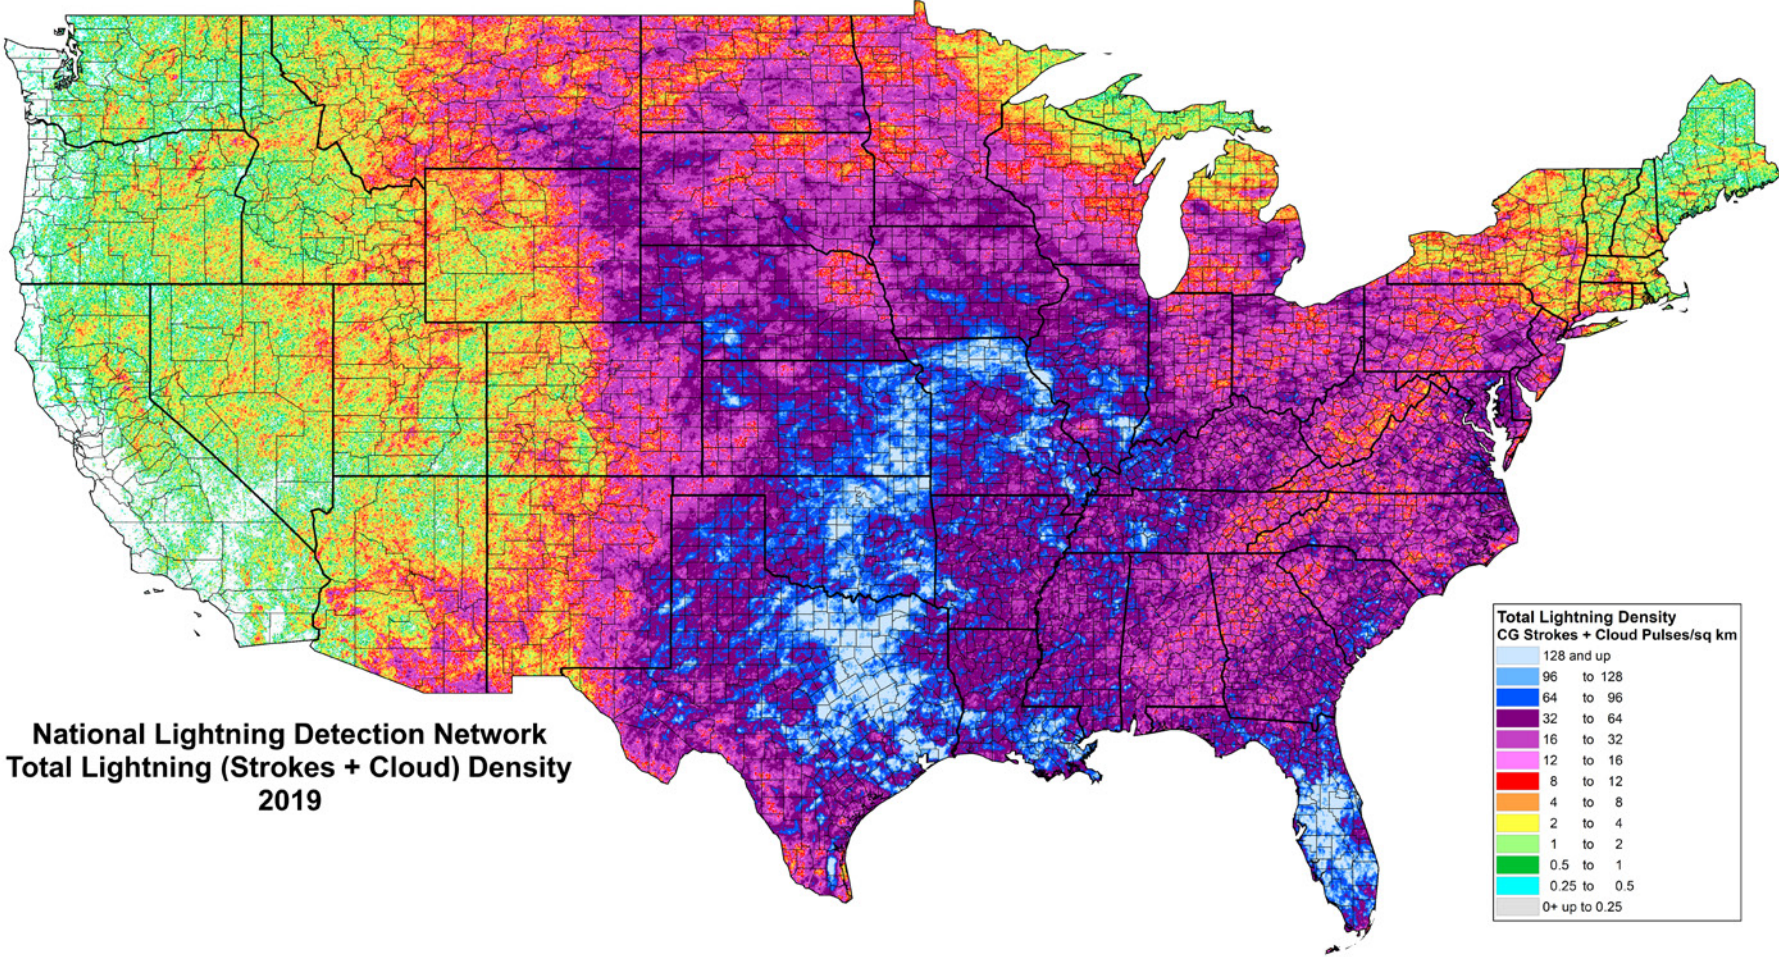 National Lightning Detection Network
Total Lightning (Strokes + Cloud) Density
2019
Total Lightning Density
CG Strokes + Cloud Pulses/sq km
128 and up
96 to 128
64 to 96
32 to 64
16 to 32
12 to 16
8 to 12
4 to 8
2 to 4
1 to 2
0.5 to 1
0.25 to 0.5
0+ up to 0.25